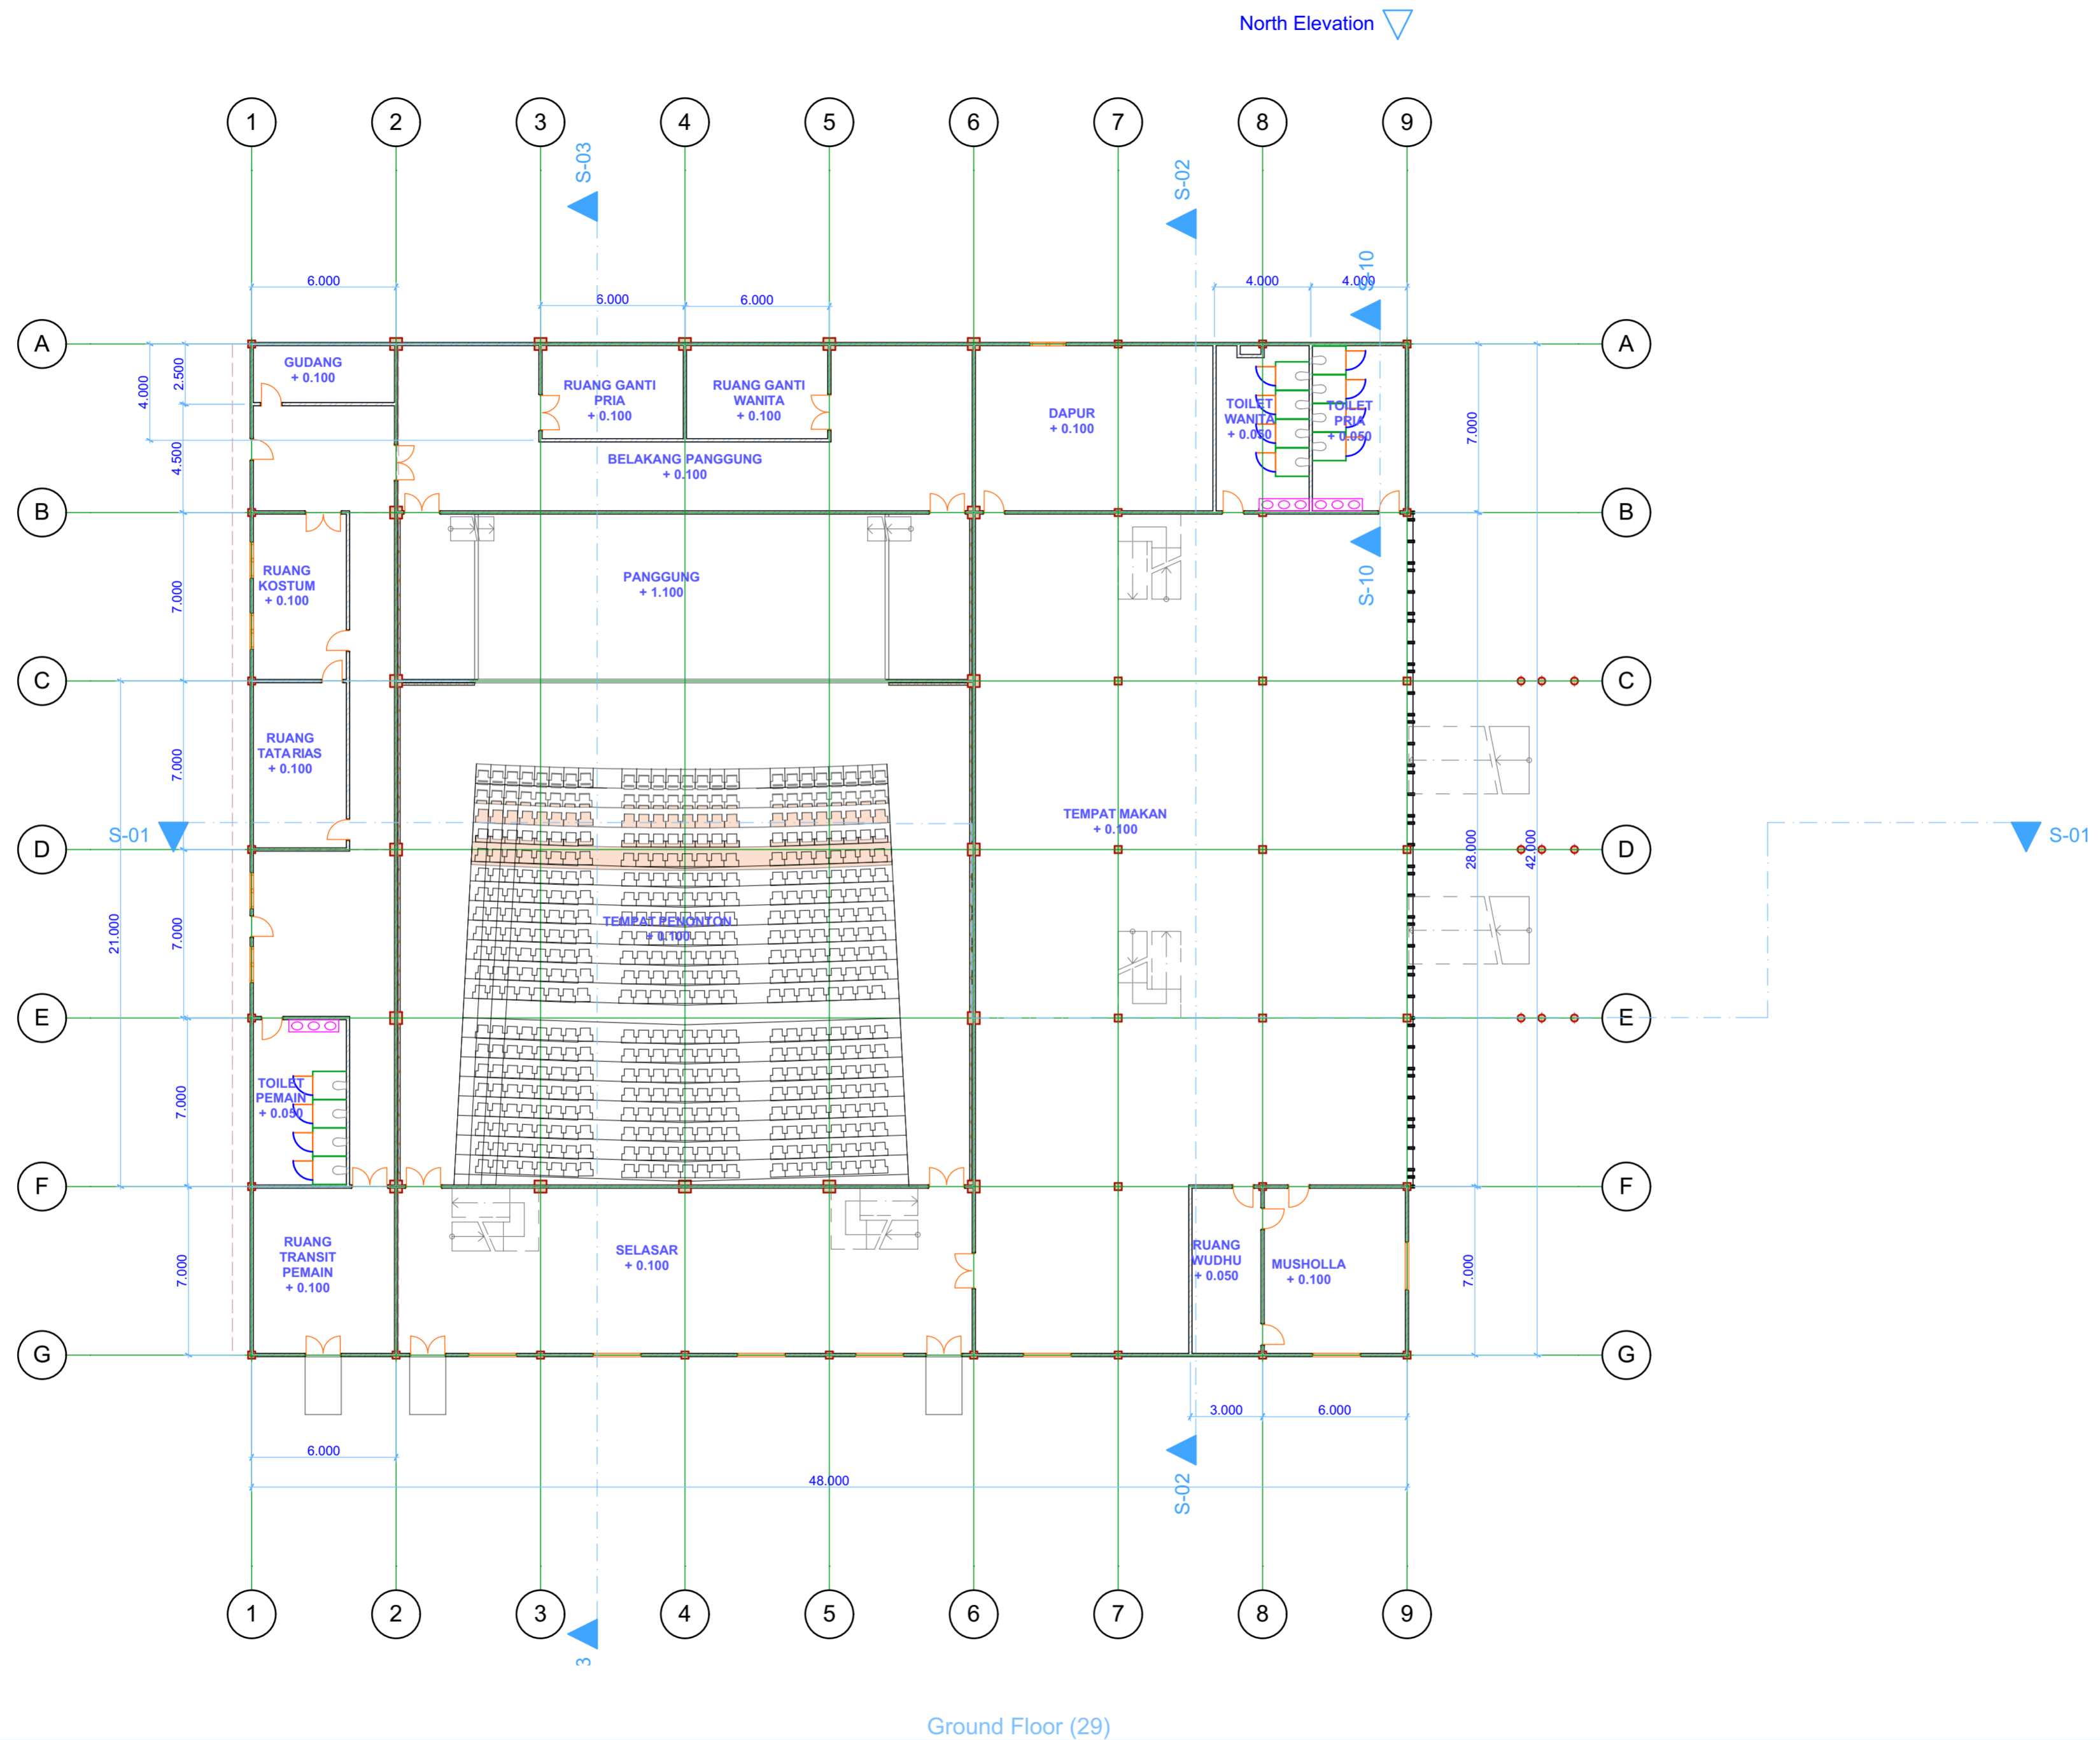 North Elevation
1 2 3 4 5 6 7 8 9
S-03
S-02
S-10
6.000
6.000
6.000
4.000
4.000
A
A
GUDANG
+ 0.100
2.500
4.000
RUANG GANTI
PRIA
+ 0.100
RUANG GANTI
WANITA
+ 0.100
DAPUR
+ 0.100
TOILET
WANITA
+ 0.050
TOILET
PRIA
+ 0.050
7.000
4.500
BELAKANG PANGGUNG
+ 0.100
B
B
RUANG
KOSTUM
+ 0.100
7.000
PANGGUNG
+ 1.100
S-10
C
C
RUANG
TATA RIAS
+ 0.100
7.000
TEMPAT MAKAN
+ 0.100
S-01
S-01
D
D
28.000
42.000
21.000
7.000
TEMPAT PENONTON
+ 0.100
E
E
TOILET
PEMAIN
+ 0.050
7.000
F
F
RUANG
TRANSIT
PEMAIN
+ 0.100
7.000
SELASAR
+ 0.100
RUANG
WUDHU
+ 0.050
MUSHOLLA
+ 0.100
7.000
G
G
3.000
6.000
6.000
48.000
S-02
1 2 3 4 5 6 7 8 9
3
Ground Floor (29)